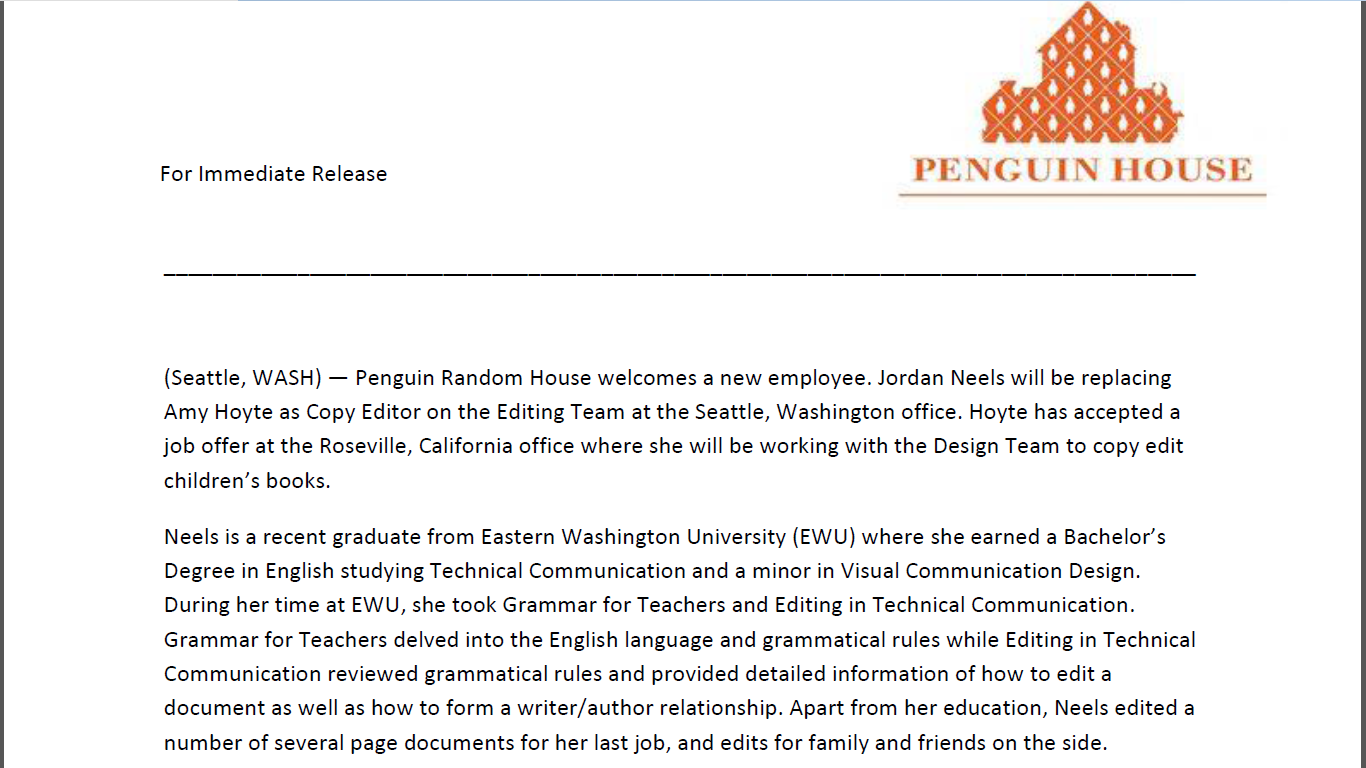 PENGUIN HOUSE
For Immediate Release
(Seattle, WASH) — Penguin Random House welcomes a new employee. Jordan Neels will be replacing
Amy Hoyte as Copy Editor on the Editing Team at the Seattle, Washington office. Hoyte has accepted a
job offer at the Roseville, California office where she will be working with the Design Team to copy edit
children’s books.
Neels is a recent graduate from Eastern Washington University (EWU) where she earned a Bachelor’s
Degree in English studying Technical Communication and a minor in Visual Communication Design.
During her time at EWU, she took Grammar for Teachers and Editing in Technical Communication.
Grammar for Teachers delved into the English language and grammatical rules while Editing in Technical
Communication reviewed grammatical rules and provided detailed information of how to edit a
document as well as how to form a writer/author relationship. Apart from her education, Neels edited a
number of several page documents for her last job, and edits for family and friends on the side.